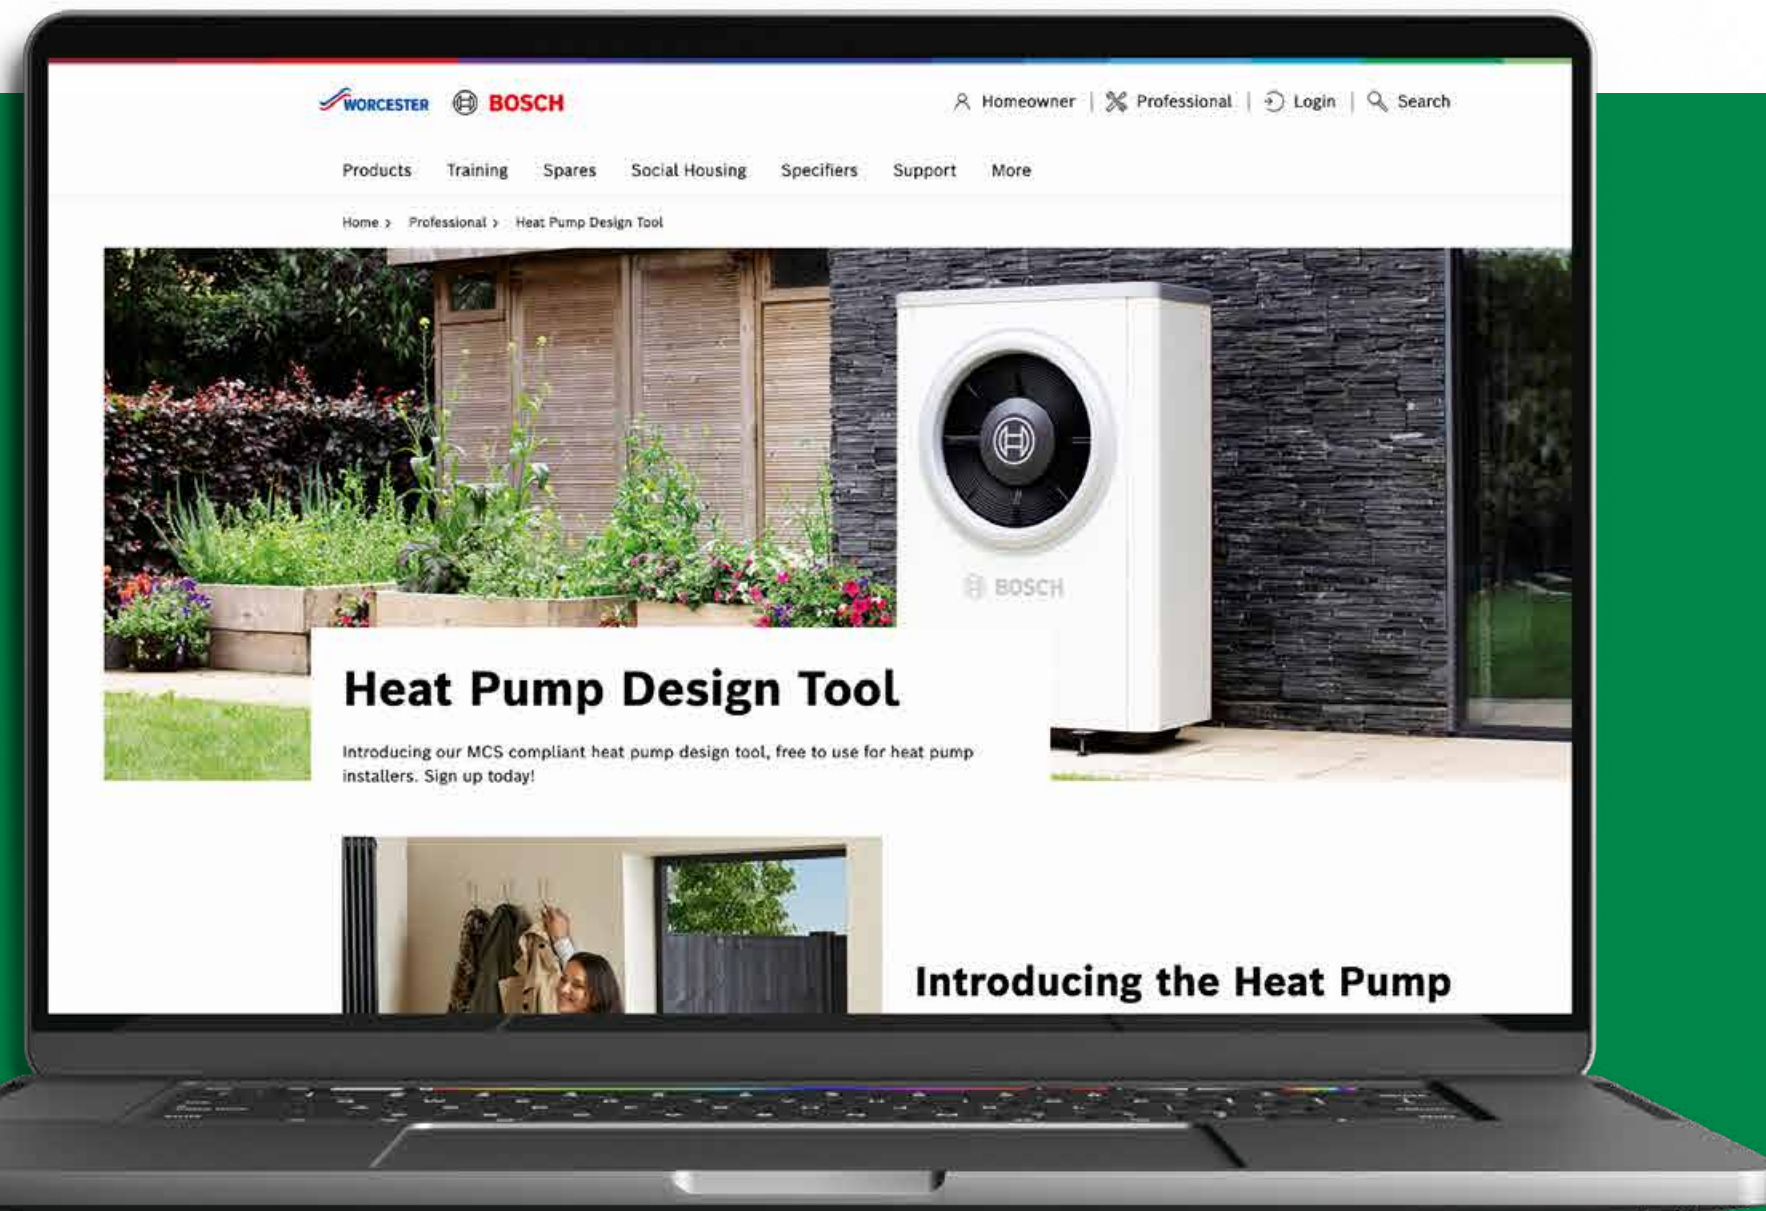 WORCESTER BOSCH
Homeowner | Professional | Login | Search
Products Training Spares Social Housing Specifiers Support More
Home > Professional > Heat Pump Design Tool
BOSCH
Heat Pump Design Tool
Introducing our MCS compliant heat pump design tool, free to use for heat pump
installers. Sign up today!
Introducing the Heat Pump